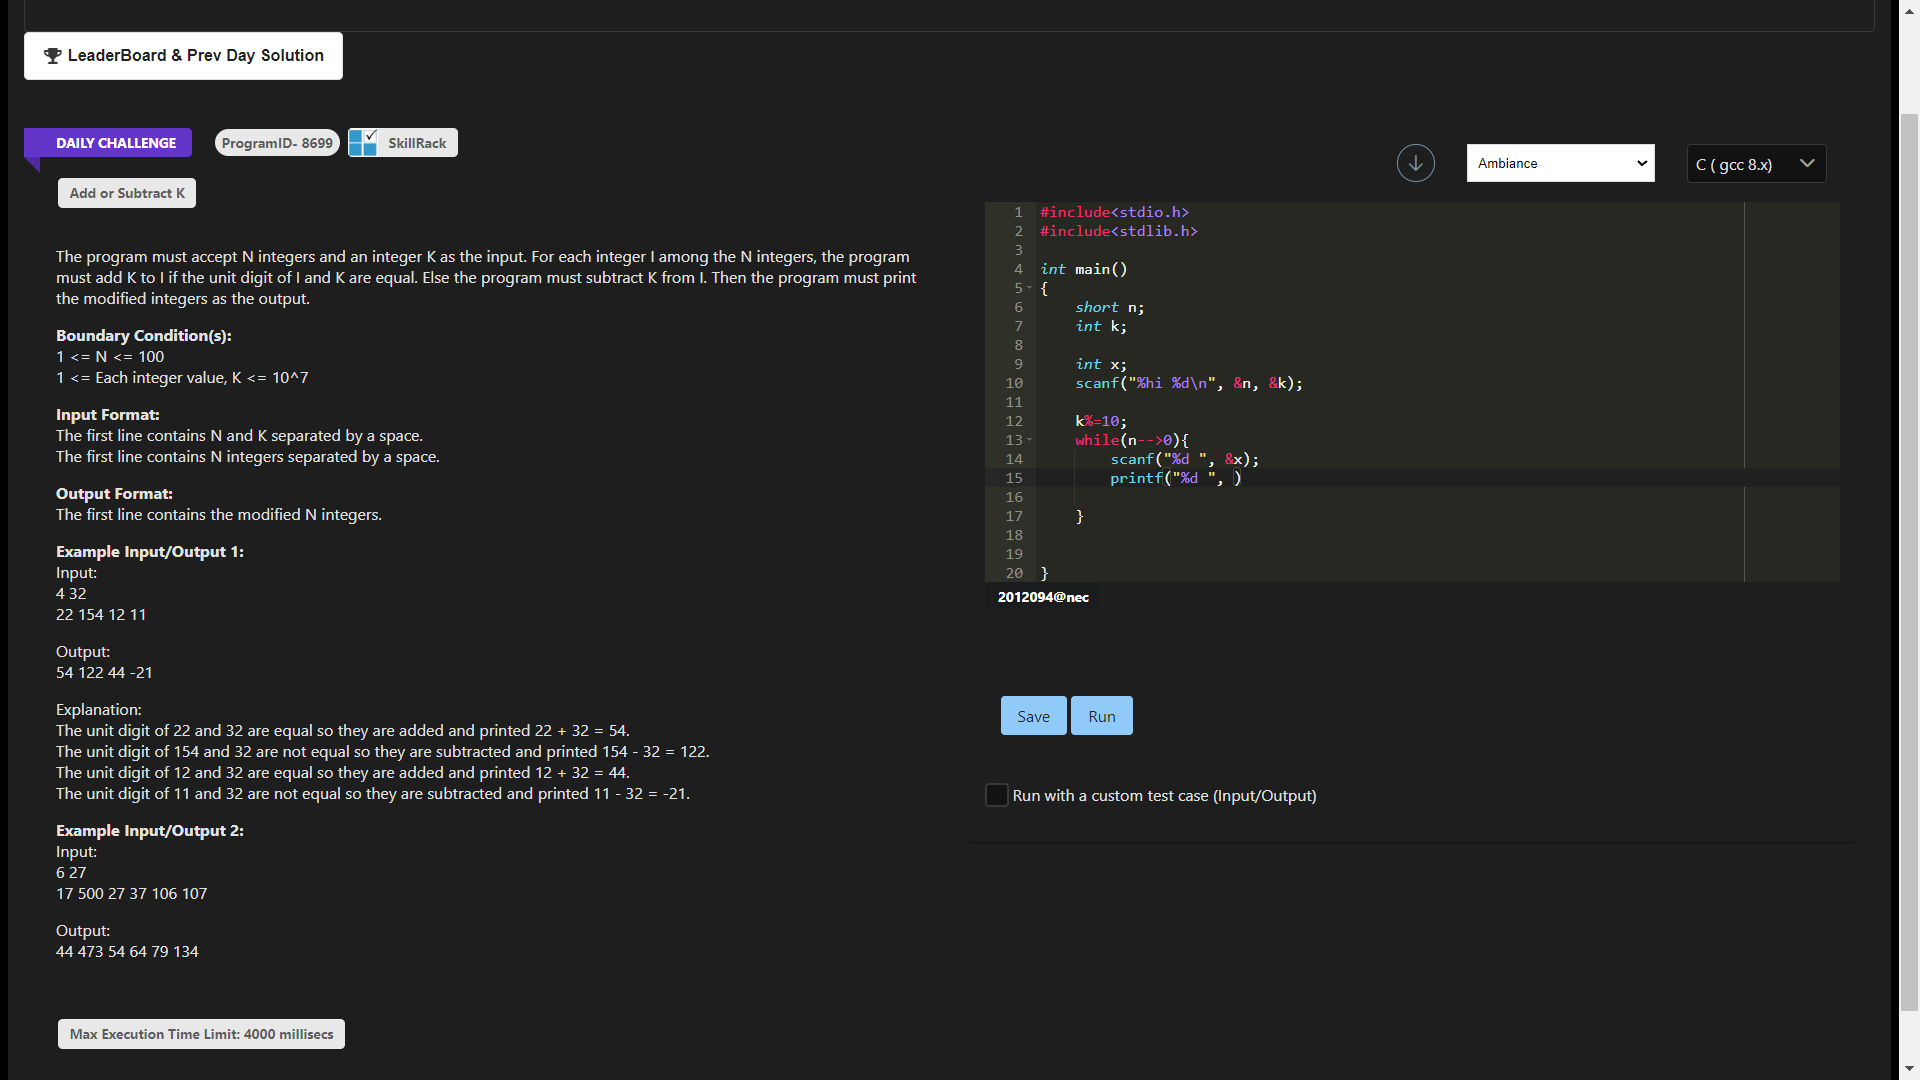 LeaderBoard & Prev Day Solution
DAILY CHALLENGE
ProgramID- 8699
SkillRack
Add or Subtract K
The program must accept N integers and an integer K as the input. For each integer I among the N integers, the program
must add K to I if the unit digit of I and K are equal. Else the program must subtract K from I. Then the program must print
the modified integers as the output.
Boundary Condition(s):
1 <= N <= 100
1 <= Each integer value, K <= 10^7
Input Format:
The first line contains N and K separated by a space.
The first line contains N integers separated by a space.
Output Format:
The first line contains the modified N integers.
Example Input/Output 1:
Input:
4 32
22 154 12 11
Output:
54 122 44 -21
Explanation:
The unit digit of 22 and 32 are equal so they are added and printed 22 + 32 = 54.
The unit digit of 154 and 32 are not equal so they are subtracted and printed 154 - 32 = 122.
The unit digit of 12 and 32 are equal so they are added and printed 12 + 32 = 44.
The unit digit of 11 and 32 are not equal so they are subtracted and printed 11 - 32 = -21.
Example Input/Output 2:
Input:
6 27
17 500 27 37 106 107
Output:
44 473 54 64 79 134
Max Execution Time Limit: 4000 millisecs
Ambiance
C ( gcc 8.x)
1 #include<stdio.h>
2 #include<stdlib.h>
3
4 int main()
5 {
6     short n;
7     int k;
8
9     int x;
10     scanf("%hi %d\n", &n, &k);
11
12     k%=10;
13     while(n-->0){
14         scanf("%d ", &x);
15         printf("%d ", )
16
17     }
18
19
20 }
2012094@nec
Save
Run
Run with a custom test case (Input/Output)